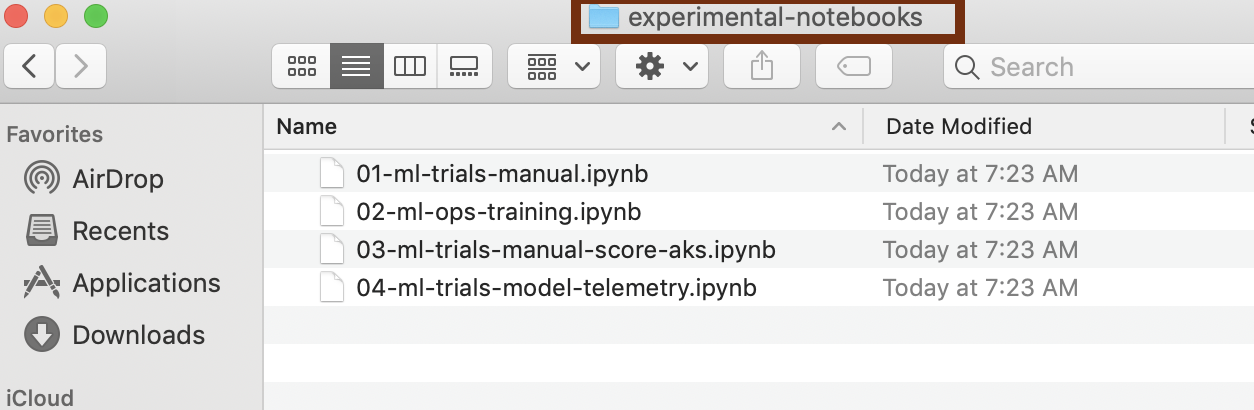 experimental-notebooks
Search
Favorites
AirDrop
Recents
Applications
Downloads
iCloud
Name Date Modified
01-ml-trials-manual.ipynb Today at 7:23 AM
02-ml-ops-training.ipynb Today at 7:23 AM
03-ml-trials-manual-score-aks.ipynb Today at 7:23 AM
04-ml-trials-model-telemetry.ipynb Today at 7:23 AM